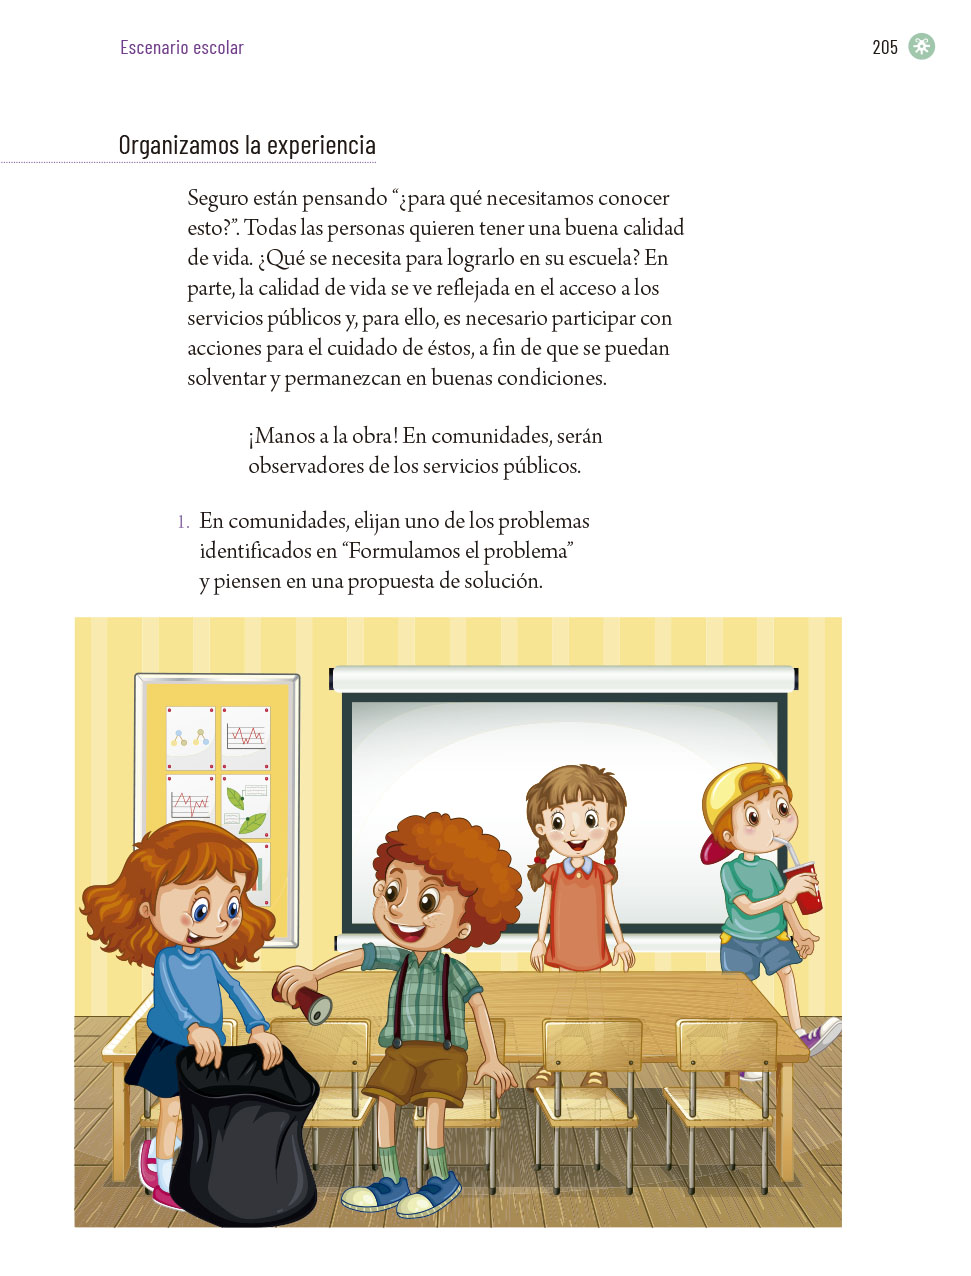 Escenario escolar
205
Organizamos la experiencia
Seguro están pensando “¿para qué necesitamos conocer
esto?”. Todas las personas quieren tener una buena calidad
de vida. ¿Qué se necesita para lograrlo en su escuela? En
parte, la calidad de vida se ve reflejada en el acceso a los
servicios públicos y, para ello, es necesario participar con
acciones para el cuidado de éstos, a fin de que se puedan
solventar y permanezcan en buenas condiciones.
¡Manos a la obra! En comunidades, serán
observadores de los servicios públicos.
1. En comunidades, elijan uno de los problemas
identificados en “Formulamos el problema”
y piensen en una propuesta de solución.